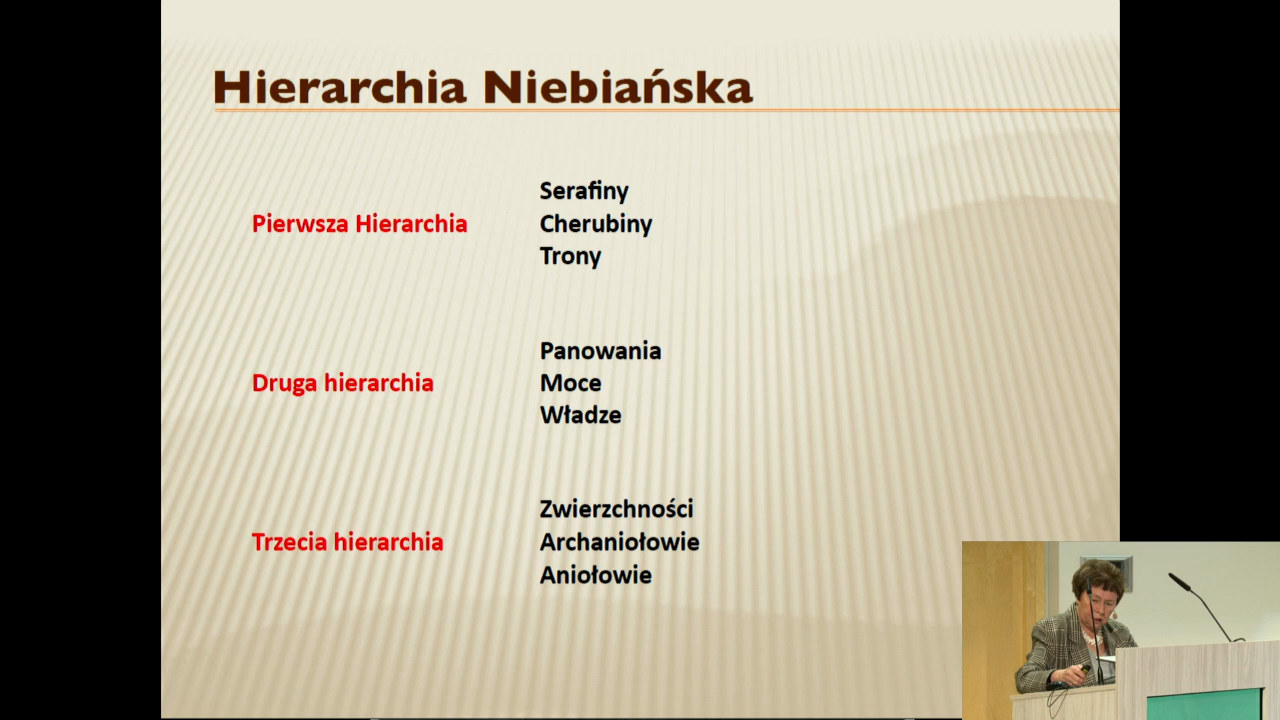 Hierarchia Niebiańska
Pierwsza Hierarchia
Serafiny
Cherubiny
Trony
Druga hierarchia
Panowania
Moce
Władze
Trzecia hierarchia
Zwierzchności
Archaniołowie
Aniołowie